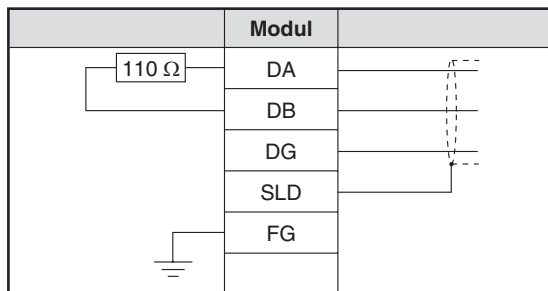 Modul
110 Ω
DA
DB
DG
SLD
FG